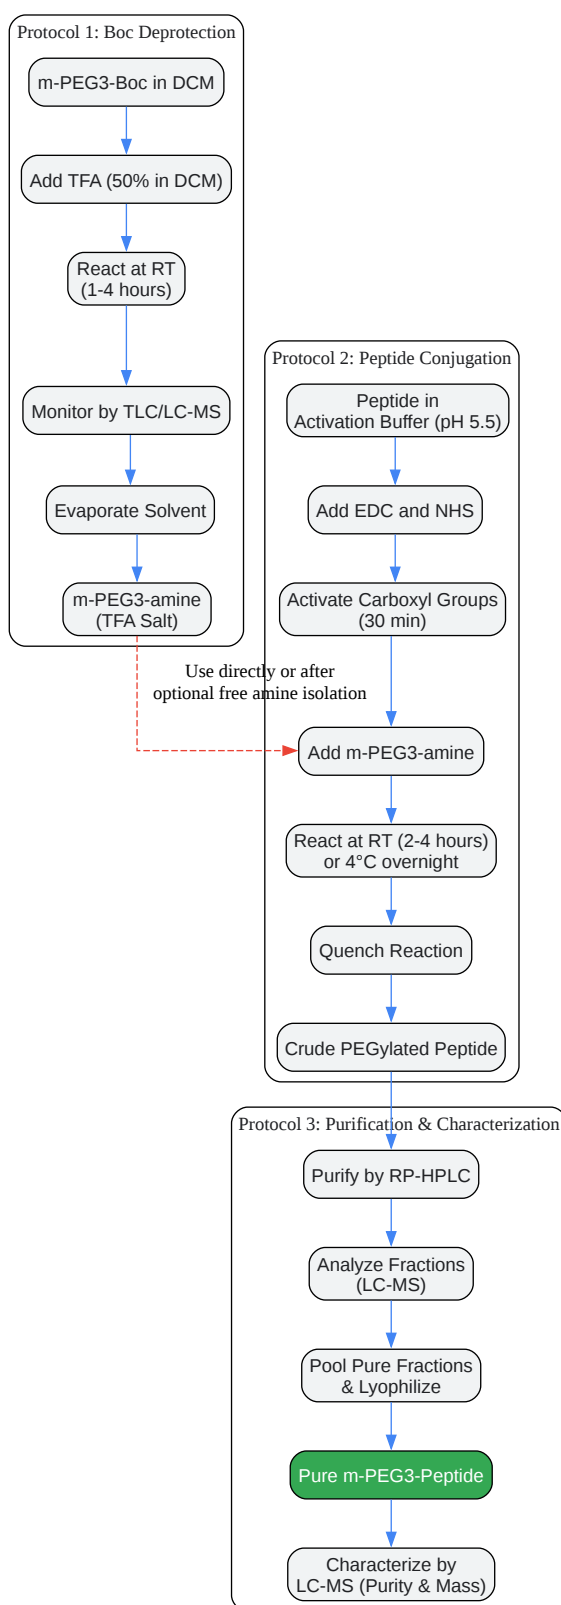 Protocol 1: Boc Deprotection
m-PEG3-Boc in DCM
Add TFA (50% in DCM)
React at RT
(1-4 hours)
Monitor by TLC/LC-MS
Evaporate Solvent
m-PEG3-amine
(TFA Salt)
Use directly or after
optional free amine isolation
Protocol 2: Peptide Conjugation
Peptide in
Activation Buffer (pH 5.5)
Add EDC and NHS
Activate Carboxyl Groups
(30 min)
Add m-PEG3-amine
React at RT (2-4 hours)
or 4°C overnight
Quench Reaction
Crude PEGylated Peptide
Protocol 3: Purification & Characterization
Purify by RP-HPLC
Analyze Fractions
(LC-MS)
Pool Pure Fractions
& Lyophilize
Pure m-PEG3-Peptide
Characterize by
LC-MS (Purity & Mass)